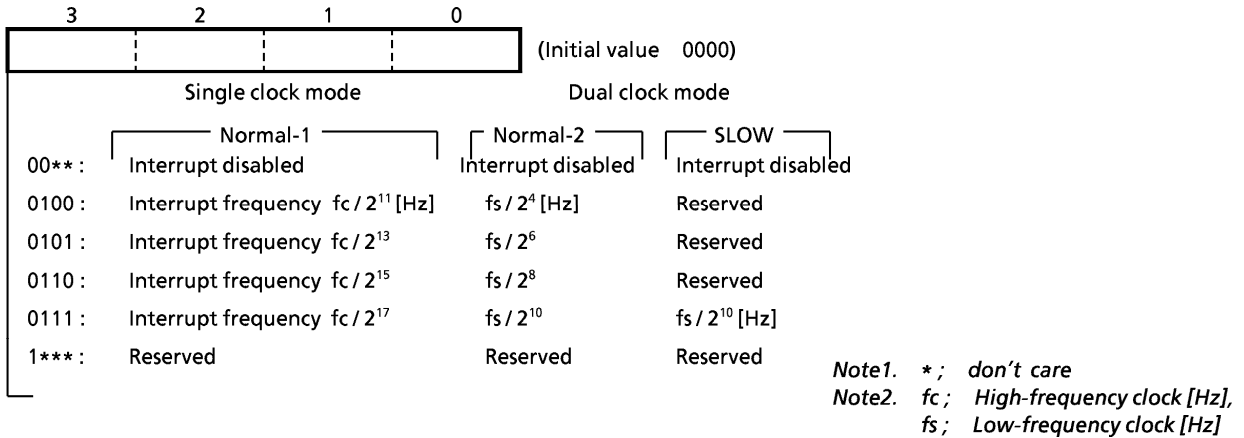 3 2 1 0
(Initial value 0000)
Single clock mode Dual clock mode
Normal-1 Normal-2 SLOW
00** : Interrupt disabled Interrupt disabled Interrupt disabled
0100 : Interrupt frequency fc / 2¹¹ [Hz] fs / 2⁴ [Hz] Reserved
0101 : Interrupt frequency fc / 2¹³ fs / 2⁶ Reserved
0110 : Interrupt frequency fc / 2¹⁵ fs / 2⁸ Reserved
0111 : Interrupt frequency fc / 2¹⁷ fs / 2¹⁰ fs / 2¹⁰ [Hz]
1*** : Reserved Reserved Reserved
Note1. * ; don't care
Note2. fc ; High-frequency clock [Hz],
fs ; Low-frequency clock [Hz]